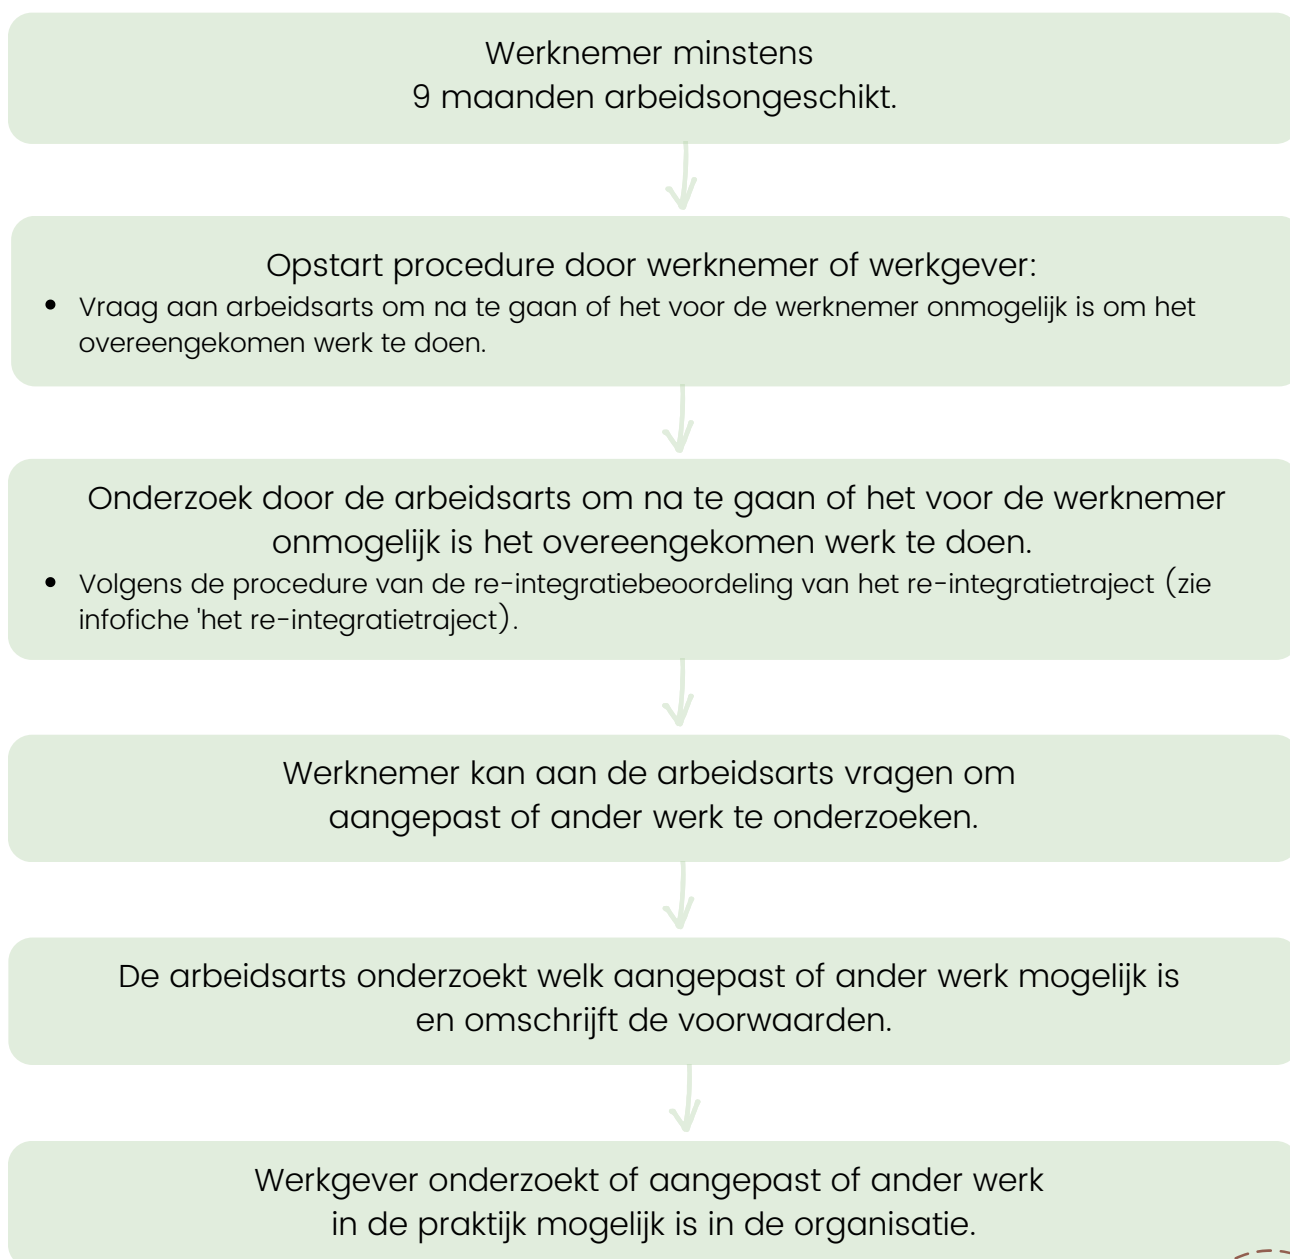 Werknemer minstens
9 maanden arbeidsongeschikt.
Opstart procedure door werknemer of werkgever:
• Vraag aan arbeidsarts om na te gaan of het voor de werknemer onmogelijk is om het
overeengekomen werk te doen.
Onderzoek door de arbeidsarts om na te gaan of het voor de werknemer
onmogelijk is het overeengekomen werk te doen.
• Volgens de procedure van de re-integratiebeoordeling van het re-integratietraject (zie
infofiche 'het re-integratietraject).
Werknemer kan aan de arbeidsarts vragen om
aangepast of ander werk te onderzoeken.
De arbeidsarts onderzoekt welk aangepast of ander werk mogelijk is
en omschrijft de voorwaarden.
Werkgever onderzoekt of aangepast of ander werk
in de praktijk mogelijk is in de organisatie.